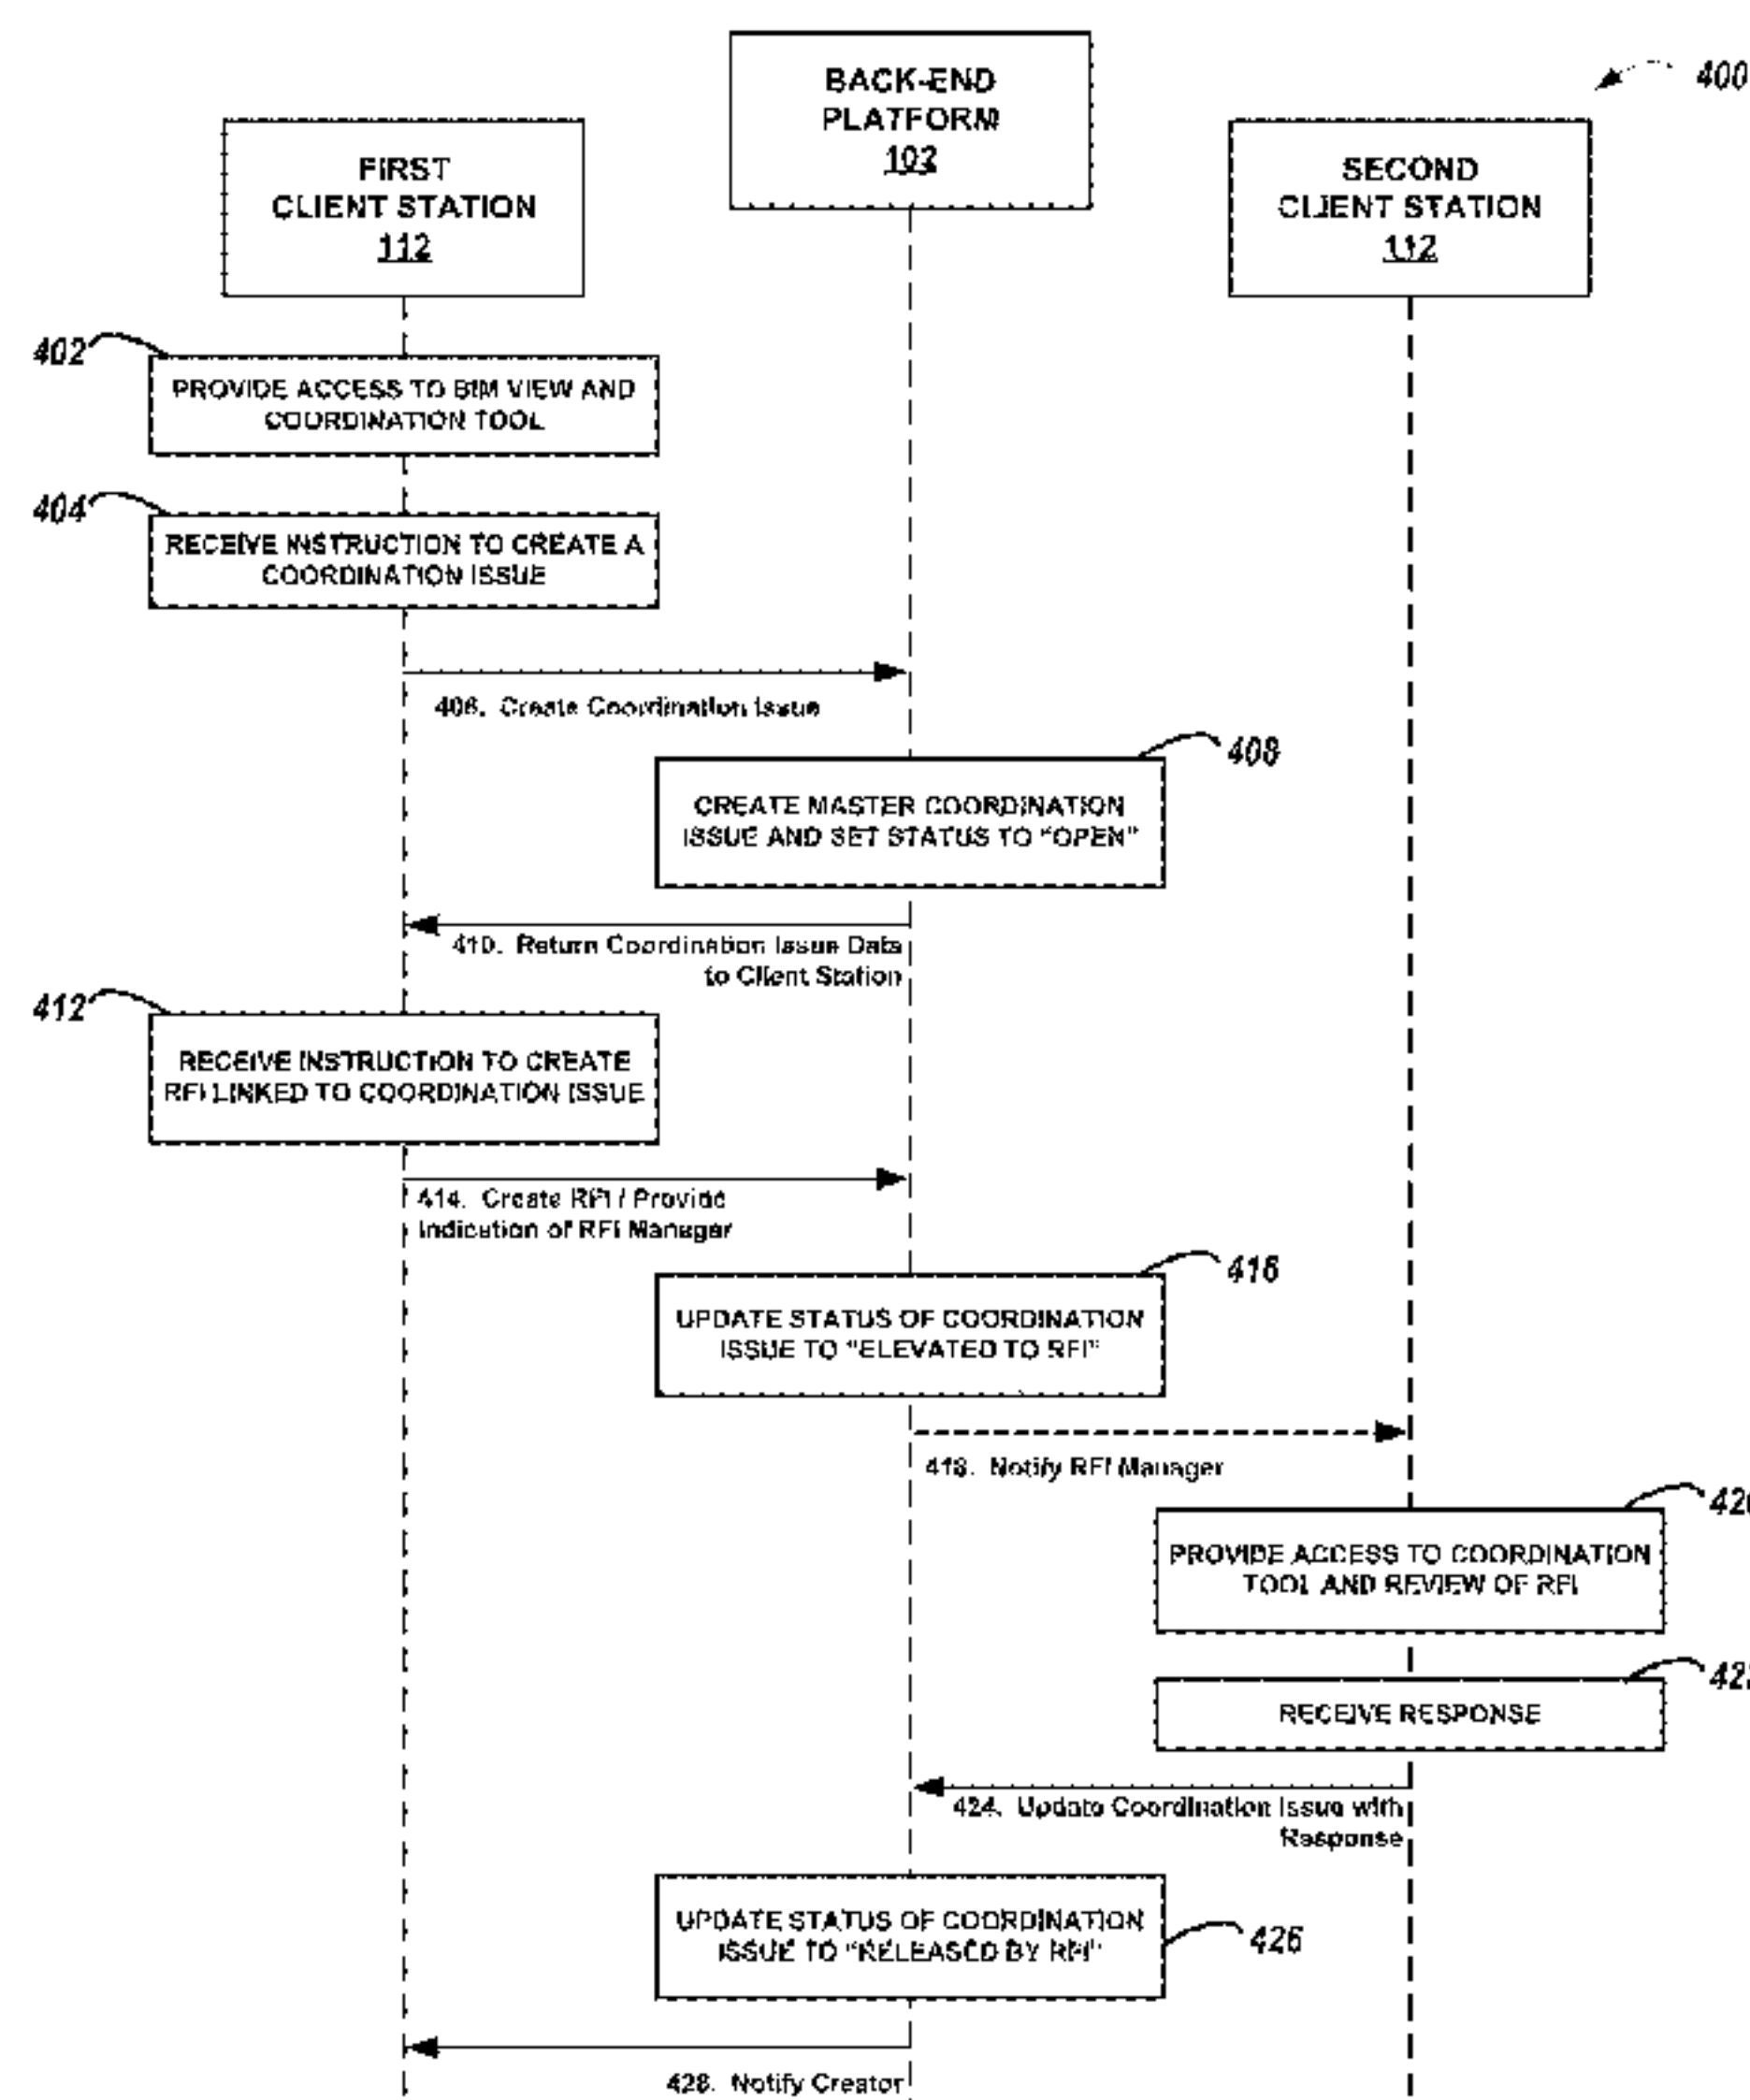 400
BACK-END
PLATFORM
102
FIRST
CLIENT STATION
112
SECOND
CLIENT STATION
112
402
PROVIDE ACCESS TO BIM VIEW AND
COORDINATION TOOL
404
RECEIVE INSTRUCTION TO CREATE A
COORDINATION ISSUE
406. Create Coordination Issue
408
CREATE MASTER COORDINATION
ISSUE AND SET STATUS TO "OPEN"
410. Return Coordination Issue Data
to Client Station
412
RECEIVE INSTRUCTION TO CREATE
RFI LINKED TO COORDINATION ISSUE
414. Create RFI / Provide
Indication of RFI Manager
416
UPDATE STATUS OF COORDINATION
ISSUE TO "ELEVATED TO RFI"
418. Notify RFI Manager
PROVIDE ACCESS TO COORDINATION
TOOL AND REVIEW OF RFI
RECEIVE RESPONSE
424. Update Coordination Issue with
Response
UPDATE STATUS OF COORDINATION
ISSUE TO "RELEASED BY RFI"
426
428. Notify Creator